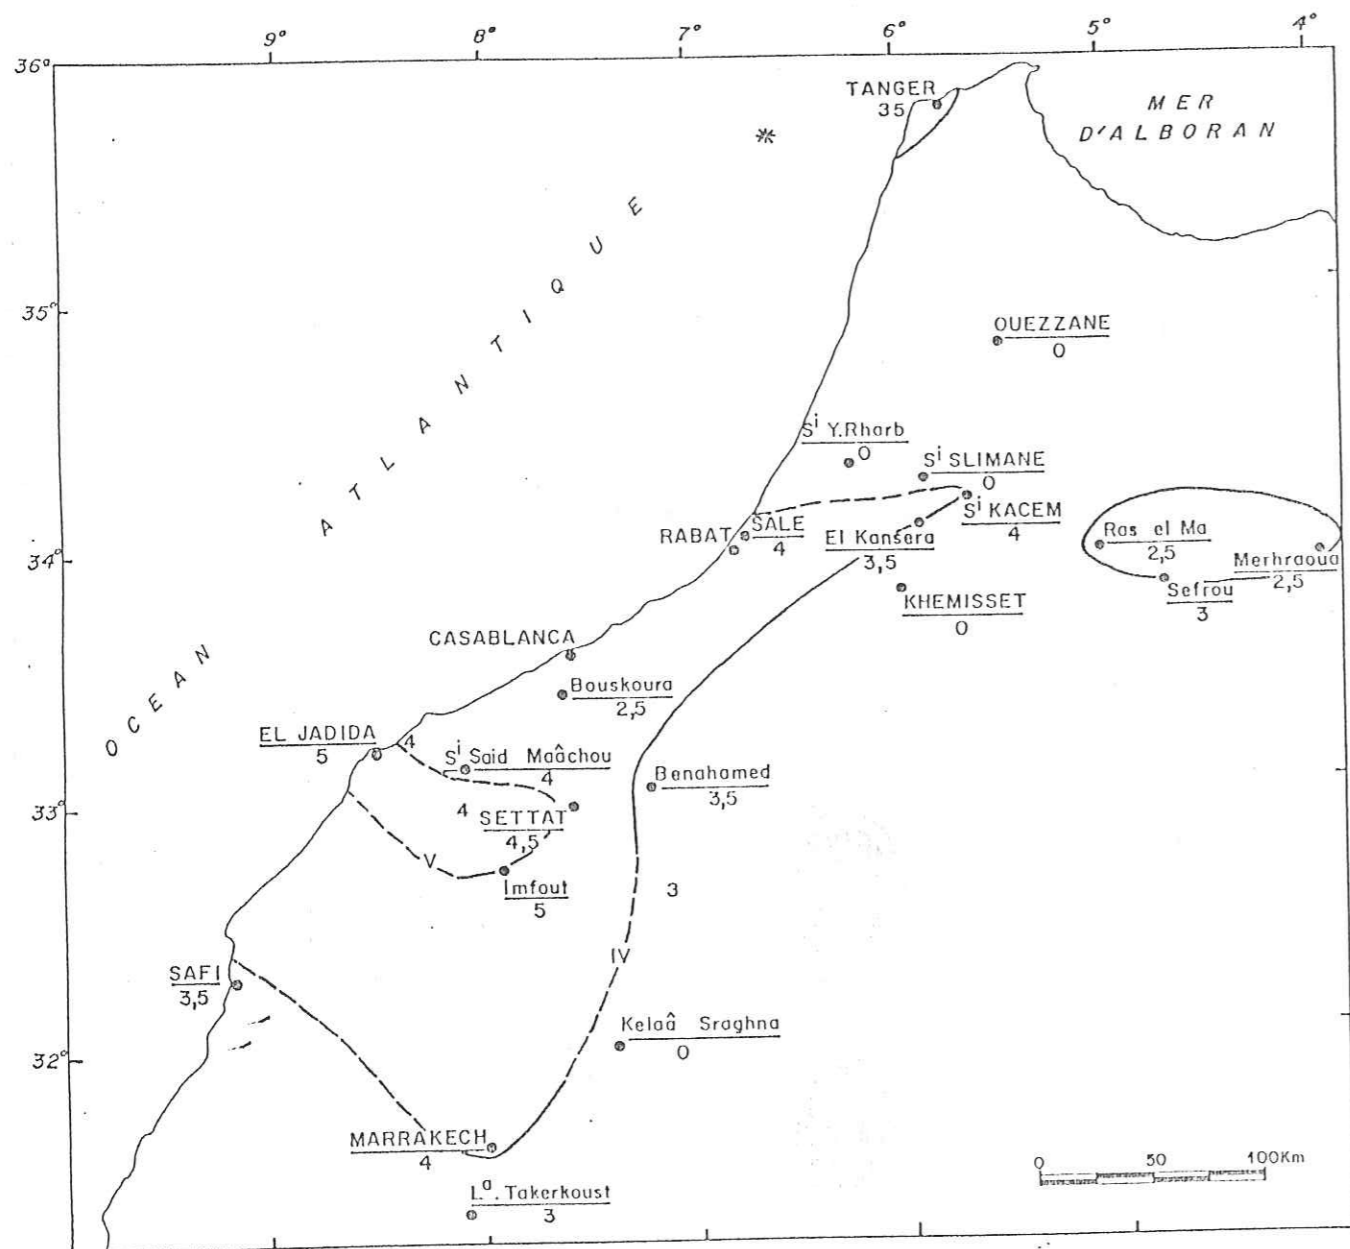 9° 8° 7° 6° 5° 4°
36°
TANGER
35
MER
D'ALBORAN
OCEAN ATLANTIQUE
35°
OUEZZANE
0
Si Y.Rharb
0
Si SLIMANE
0
Si KACEM
4
RABAT
SALE
4
El Kansera
3,5
Ras el Ma
2,5
Merhraoua
2,5
Sefrou
3
34°
KHEMISSET
0
CASABLANCA
Bouskoura
2,5
EL JADIDA
5
4
Si Said Maâchou
4
Benahamed
3,5
33°
4
SETTAT
4,5
V
Imfout
5
3
IV
SAFI
3,5
Kelaâ Sraghna
0
32°
MARRAKECH
4
La. Takerkoust
3
0 50 100Km